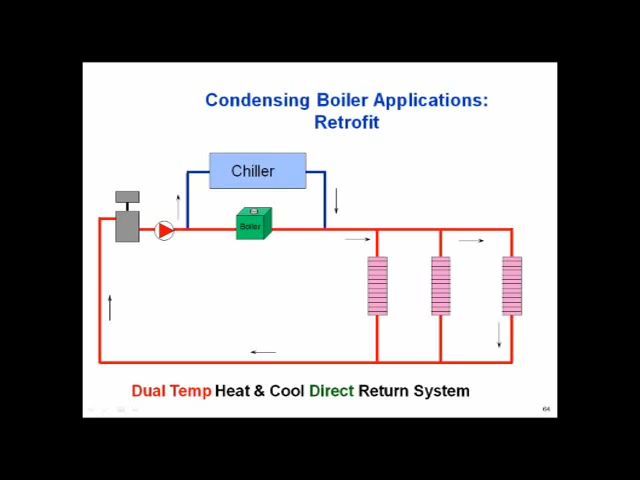 Condensing Boiler Applications:
Retrofit
Chiller
Boiler
Dual Temp Heat & Cool Direct Return System
64